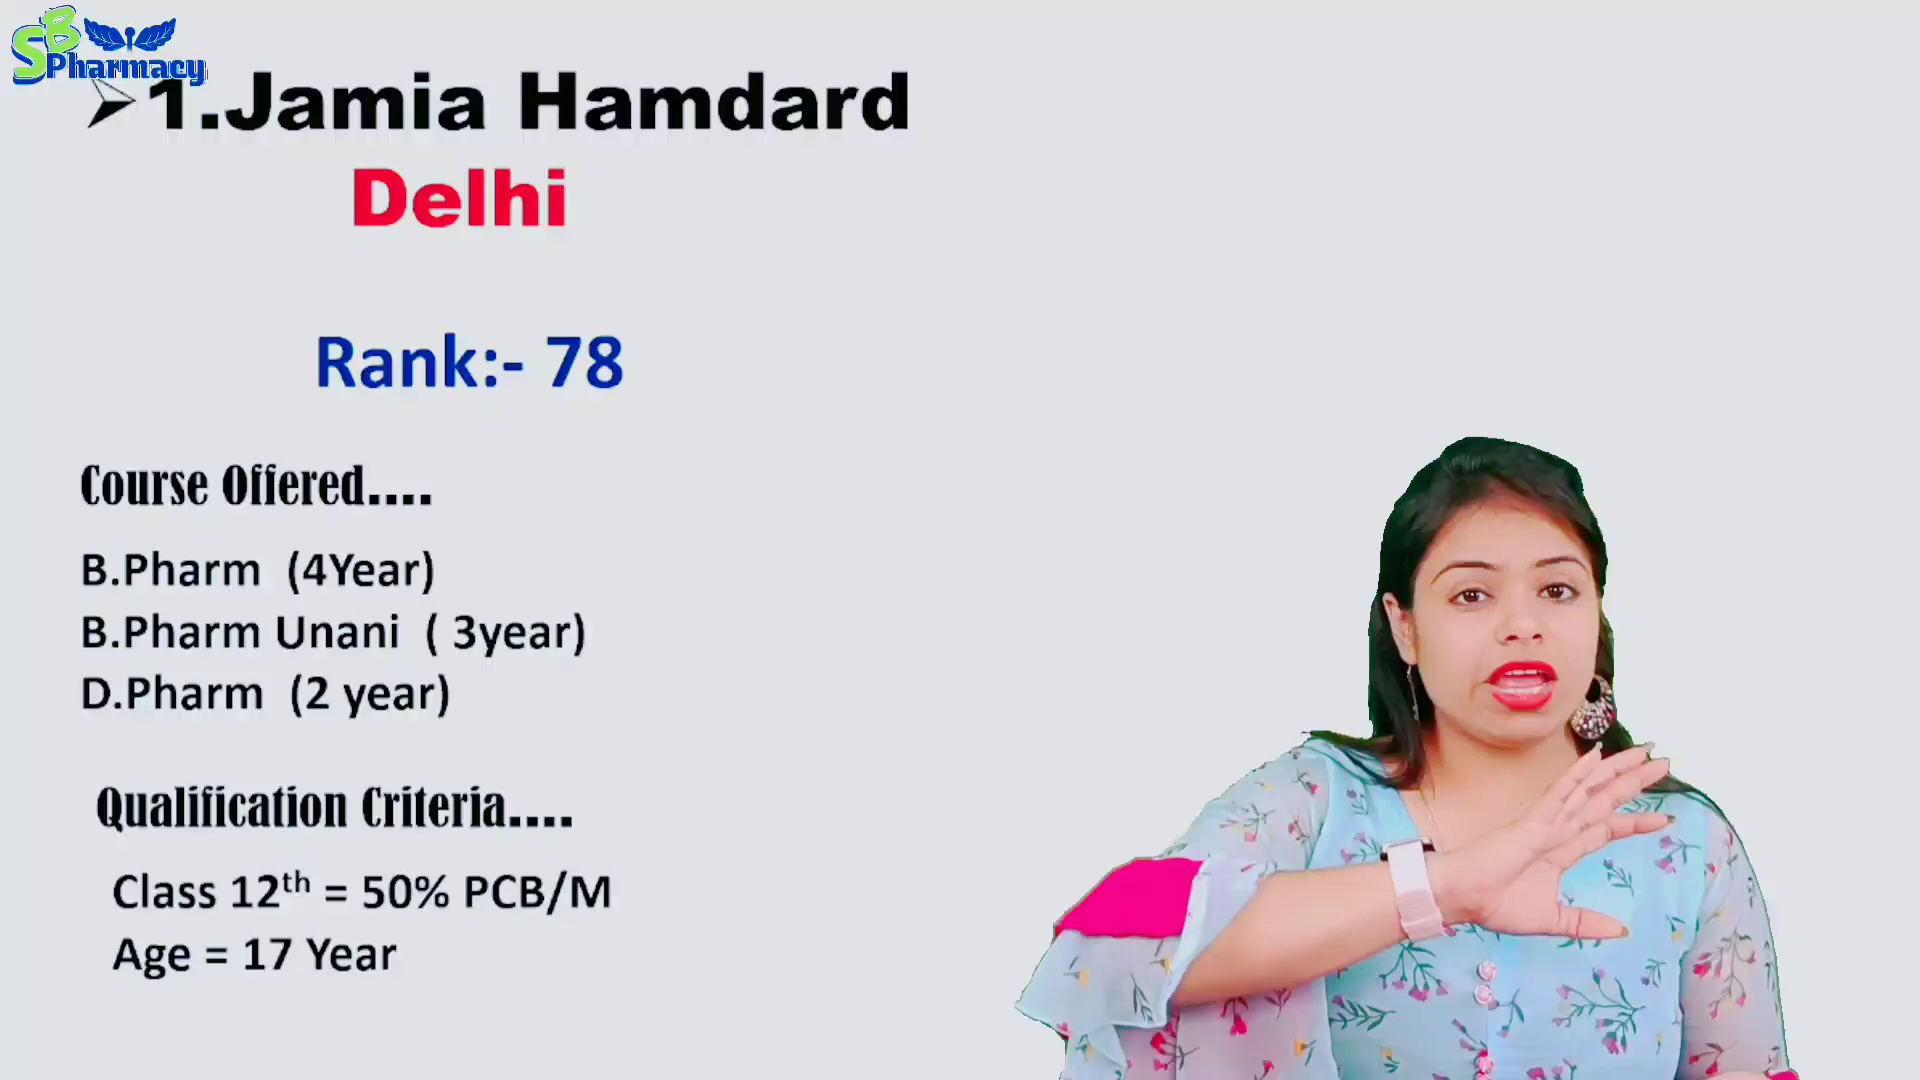 SB Pharmacy
➢1.Jamia Hamdard
Delhi
Rank:- 78
Course Offered....
B.Pharm (4Year)
B.Pharm Unani ( 3year)
D.Pharm (2 year)
Qualification Criteria....
Class 12th = 50% PCB/M
Age = 17 Year